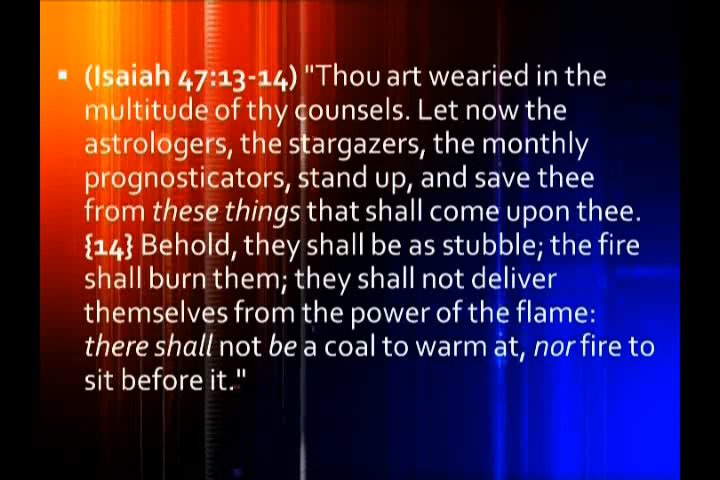 ▪ (Isaiah 47:13-14) "Thou art wearied in the
multitude of thy counsels. Let now the
astrologers, the stargazers, the monthly
prognosticators, stand up, and save thee
from these things that shall come upon thee.
{14} Behold, they shall be as stubble; the fire
shall burn them; they shall not deliver
themselves from the power of the flame:
there shall not be a coal to warm at, nor fire to
sit before it."